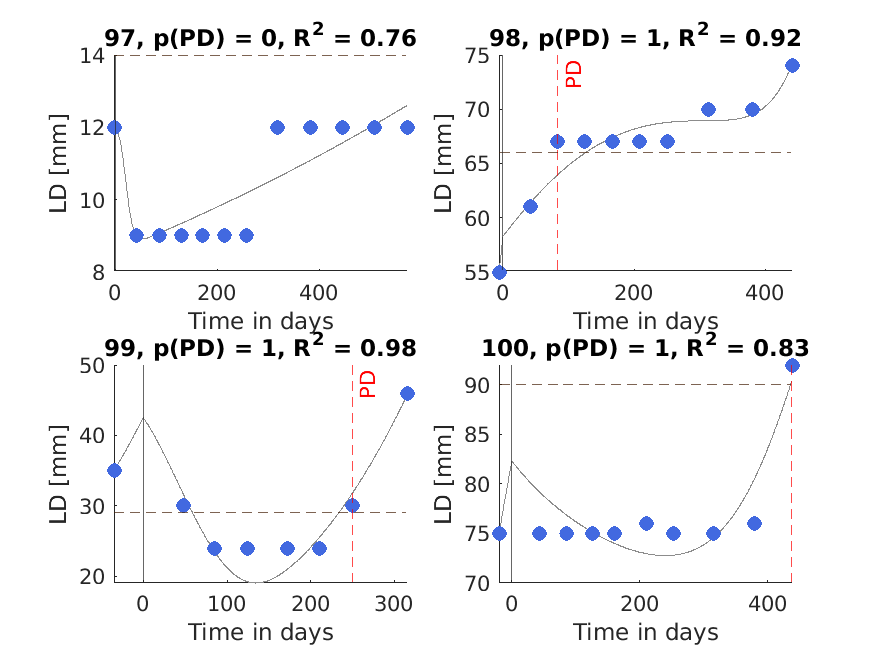 97, p(PD) = 0, R² = 0.76
14
12
10
8
LD [mm]
0 200 400
Time in days
98, p(PD) = 1, R² = 0.92
75
70
65
60
55
LD [mm]
PD
0 200 400
Time in days
99, p(PD) = 1, R² = 0.98
50
40
30
20
LD [mm]
PD
0 100 200 300
Time in days
100, p(PD) = 1, R² = 0.83
90
85
80
75
70
LD [mm]
0 200 400
Time in days